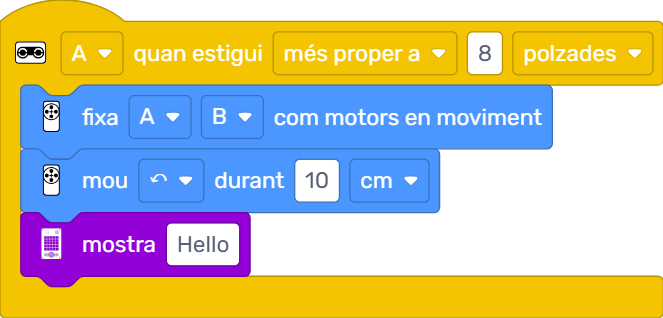 A quan estigui més proper a 8 polzades
fixa A B com motors en moviment
mou durant 10 cm
mostra Hello